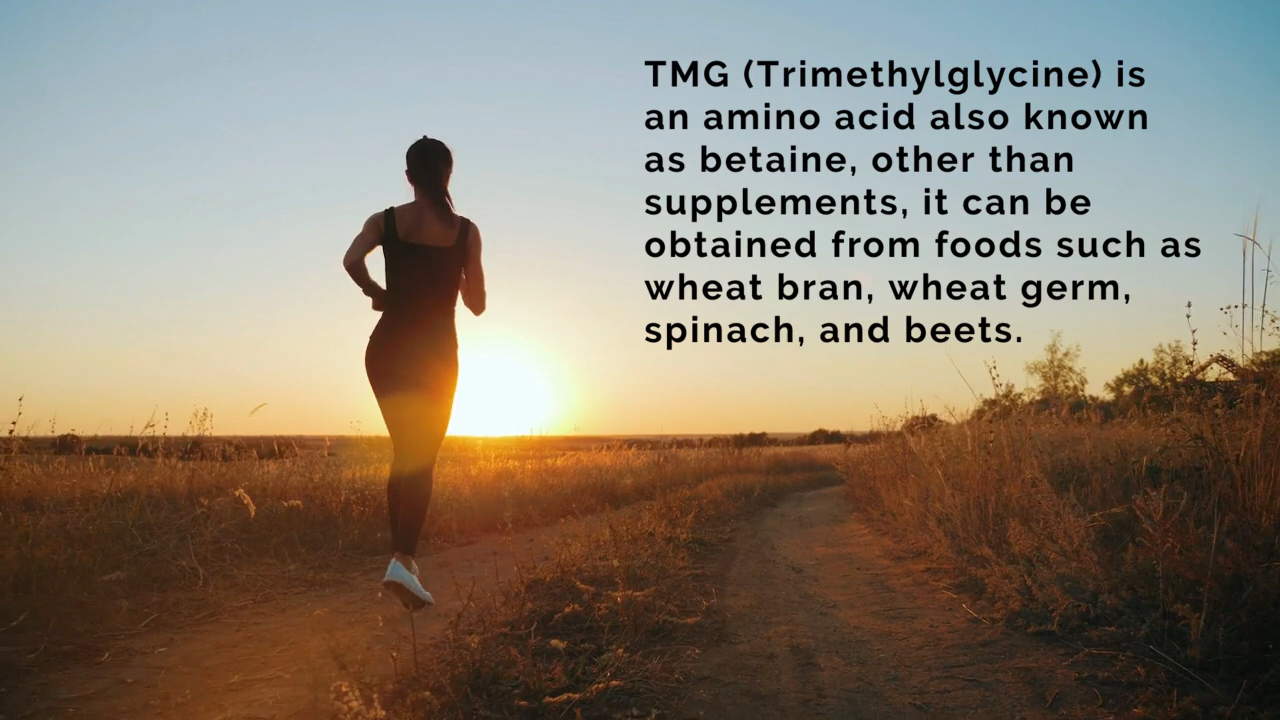 TMG (Trimethylglycine) is
an amino acid also known
as betaine, other than
supplements, it can be
obtained from foods such as
wheat bran, wheat germ,
spinach, and beets.